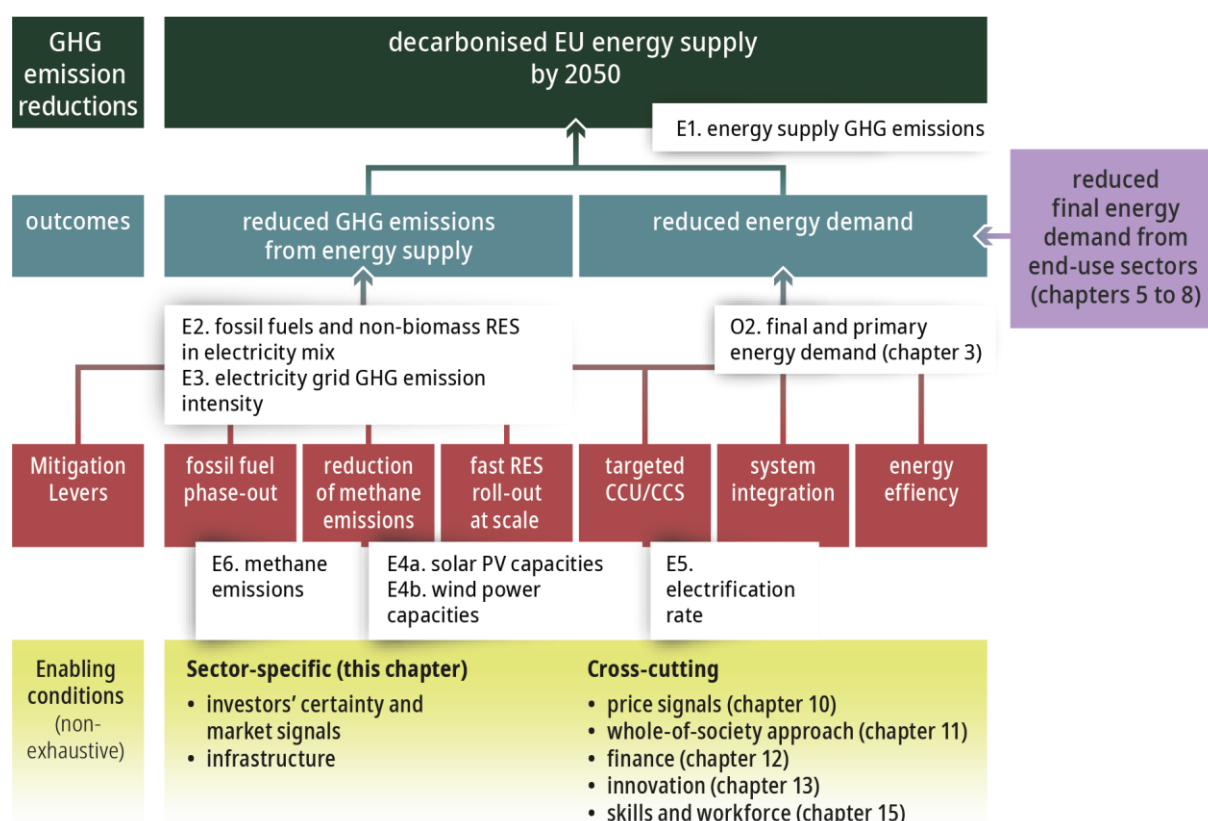 GHG
emission
reductions
decarbonised EU energy supply
by 2050
E1. energy supply GHG emissions
outcomes
reduced GHG emissions
from energy supply
reduced energy demand
reduced
final energy
demand from
end-use sectors
(chapters 5 to 8)
E2. fossil fuels and non-biomass RES
in electricity mix
E3. electricity grid GHG emission
intensity
O2. final and primary
energy demand (chapter 3)
Mitigation
Levers
fossil fuel
phase-out
reduction
of methane
emissions
fast RES
roll-out
at scale
targeted
CCU/CCS
system
integration
energy
effiency
E6. methane
emissions
E4a. solar PV capacities
E4b. wind power
capacities
E5.
electrification
rate
Enabling
conditions
(non-
exhaustive)
Sector-specific (this chapter)
• investors’ certainty and
market signals
• infrastructure
Cross-cutting
• price signals (chapter 10)
• whole-of-society approach (chapter 11)
• finance (chapter 12)
• innovation (chapter 13)
• skills and workforce (chapter 15)